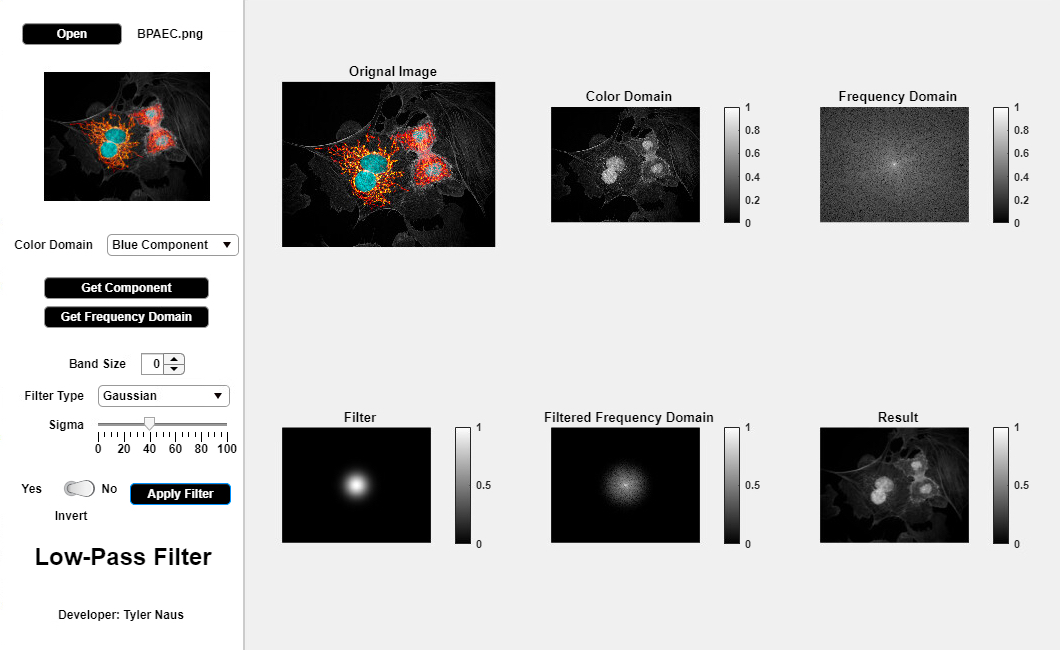 Open
BPAEC.png
Color Domain
Blue Component
Get Component
Get Frequency Domain
Band Size
0
Filter Type
Gaussian
Sigma
0 20 40 60 80 100
Yes
No
Apply Filter
Invert
Low-Pass Filter
Developer: Tyler Naus
Orignal Image
Color Domain
1
0.8
0.6
0.4
0.2
0
Frequency Domain
1
0.8
0.6
0.4
0.2
0
Filter
1
0.5
0
Filtered Frequency Domain
1
0.5
0
Result
1
0.5
0